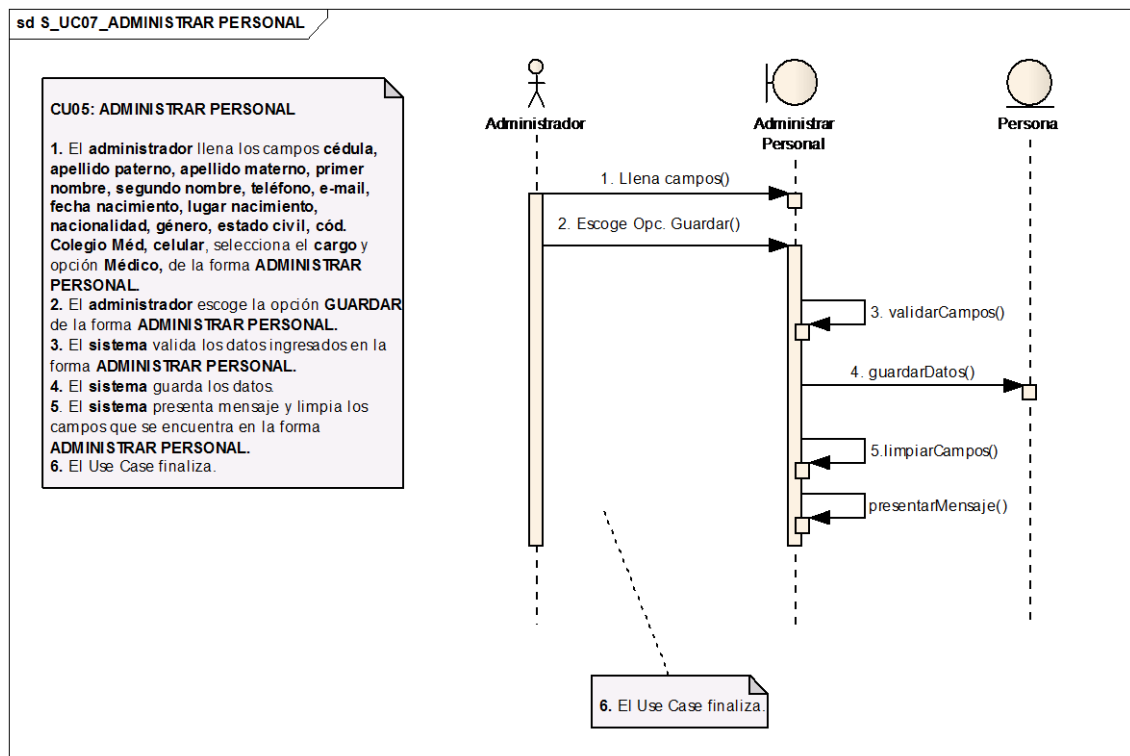 sd S_UC07_ADMINISTRAR PERSONAL
CU05: ADMINISTRAR PERSONAL
1. El administrador llena los campos cédula,
apellido paterno, apellido materno, primer
nombre, segundo nombre, teléfono, e-mail,
fecha nacimiento, lugar nacimiento,
nacionalidad, género, estado civil, cód.
Colegio Méd, celular, selecciona el cargo y
opción Médico, de la forma ADMINISTRAR
PERSONAL.
2. El administrador escoge la opción GUARDAR
de la forma ADMINISTRAR PERSONAL.
3. El sistema valida los datos ingresados en la
forma ADMINISTRAR PERSONAL.
4. El sistema guarda los datos.
5. El sistema presenta mensaje y limpia los
campos que se encuentra en la forma
ADMINISTRAR PERSONAL.
6. El Use Case finaliza.
Administrador
Administrar
Personal
Persona
1. Llena campos()
2. Escoge Opc. Guardar()
3. validarCampos()
4. guardarDatos()
5.limpiarCampos()
presentarMensaje()
6. El Use Case finaliza.